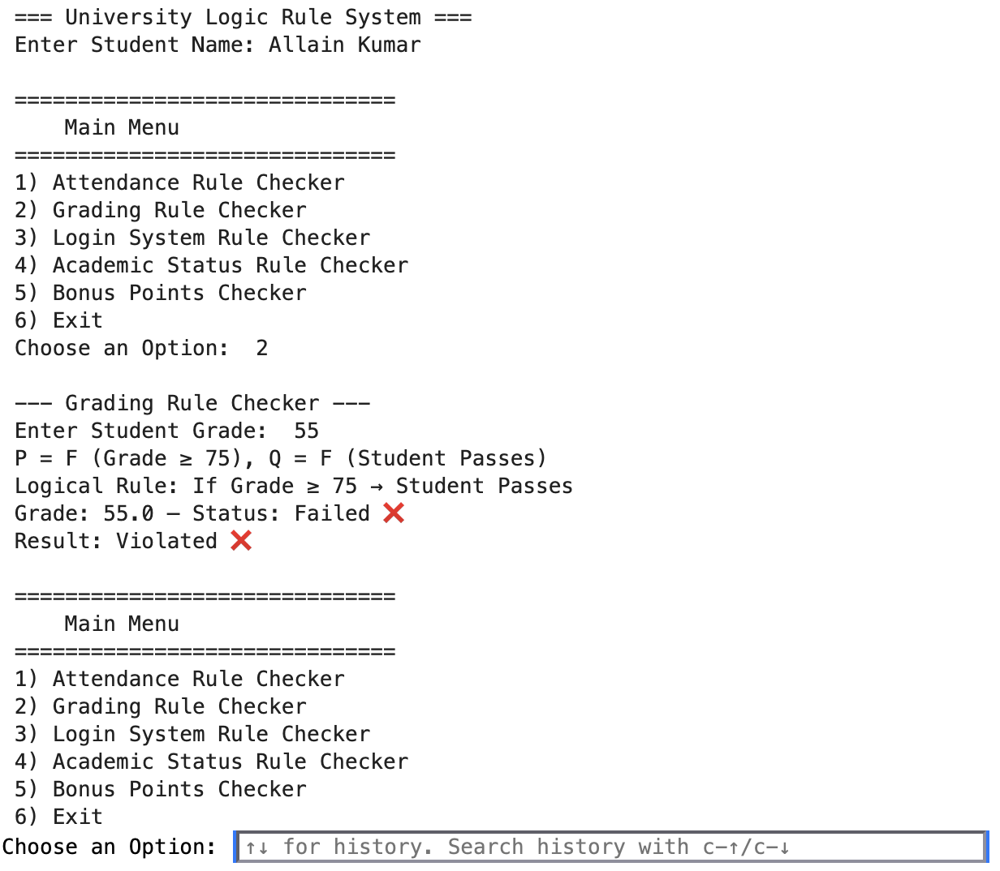 === University Logic Rule System ===
Enter Student Name: Allain Kumar
==============================
Main Menu
==============================
1) Attendance Rule Checker
2) Grading Rule Checker
3) Login System Rule Checker
4) Academic Status Rule Checker
5) Bonus Points Checker
6) Exit
Choose an Option:  2
--- Grading Rule Checker ---
Enter Student Grade:  55
P = F (Grade ≥ 75), Q = F (Student Passes)
Logical Rule: If Grade ≥ 75 → Student Passes
Grade: 55.0 — Status: Failed ❌
Result: Violated ❌
==============================
Main Menu
==============================
1) Attendance Rule Checker
2) Grading Rule Checker
3) Login System Rule Checker
4) Academic Status Rule Checker
5) Bonus Points Checker
6) Exit
Choose an Option: ↑↓ for history. Search history with c-↑/c-↓